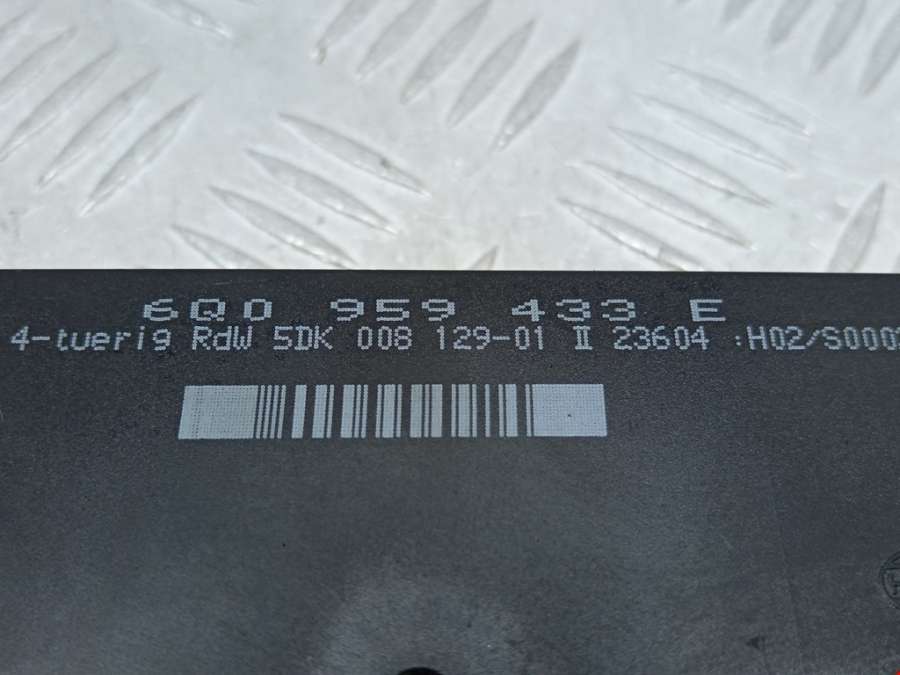 6Q0 959 433 E
4-tuerig RdW 5DK 008 129-01 II 23604 :H02/S000